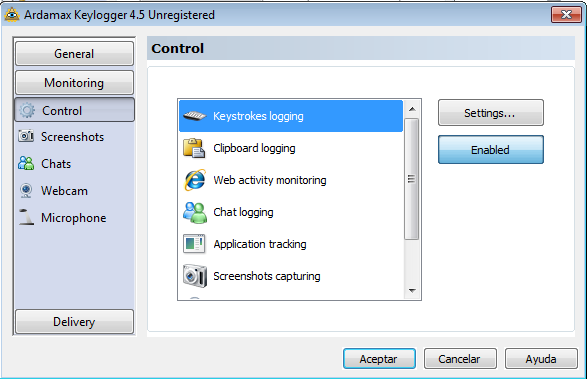 Ardamax Keylogger 4.5 Unregistered
General
Monitoring
Control
Screenshots
Chats
Webcam
Microphone
Delivery
Control
Keystrokes logging
Clipboard logging
Web activity monitoring
Chat logging
Application tracking
Screenshots capturing
Settings...
Enabled
Aceptar
Cancelar
Ayuda